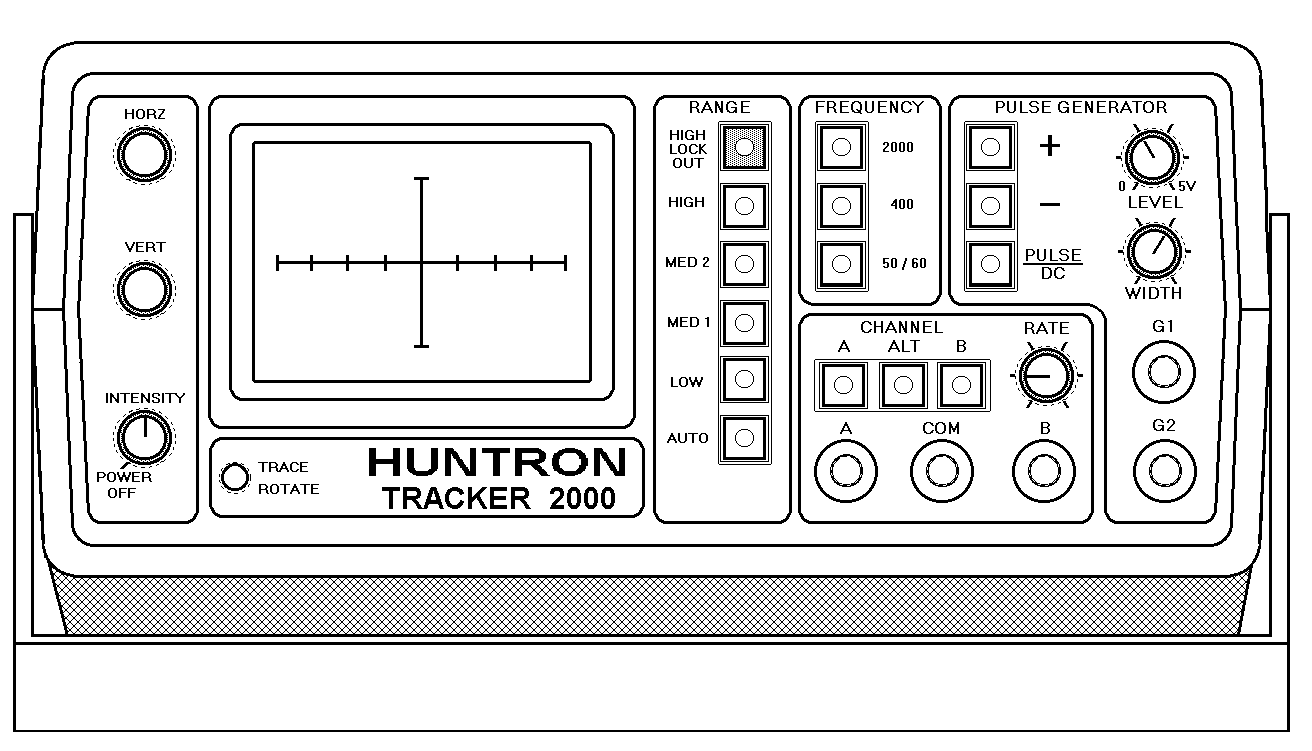 HORZ
VERT
INTENSITY
POWER
OFF
TRACE
ROTATE
HUNTRON
TRACKER 2000
RANGE
HIGH
LOCK
OUT
HIGH
MED 2
MED 1
LOW
AUTO
FREQUENCY
2000
400
50 / 60
PULSE GENERATOR
+
−
PULSE
DC
0 5V
LEVEL
WIDTH
CHANNEL
A ALT B
RATE
A COM B
G1
G2